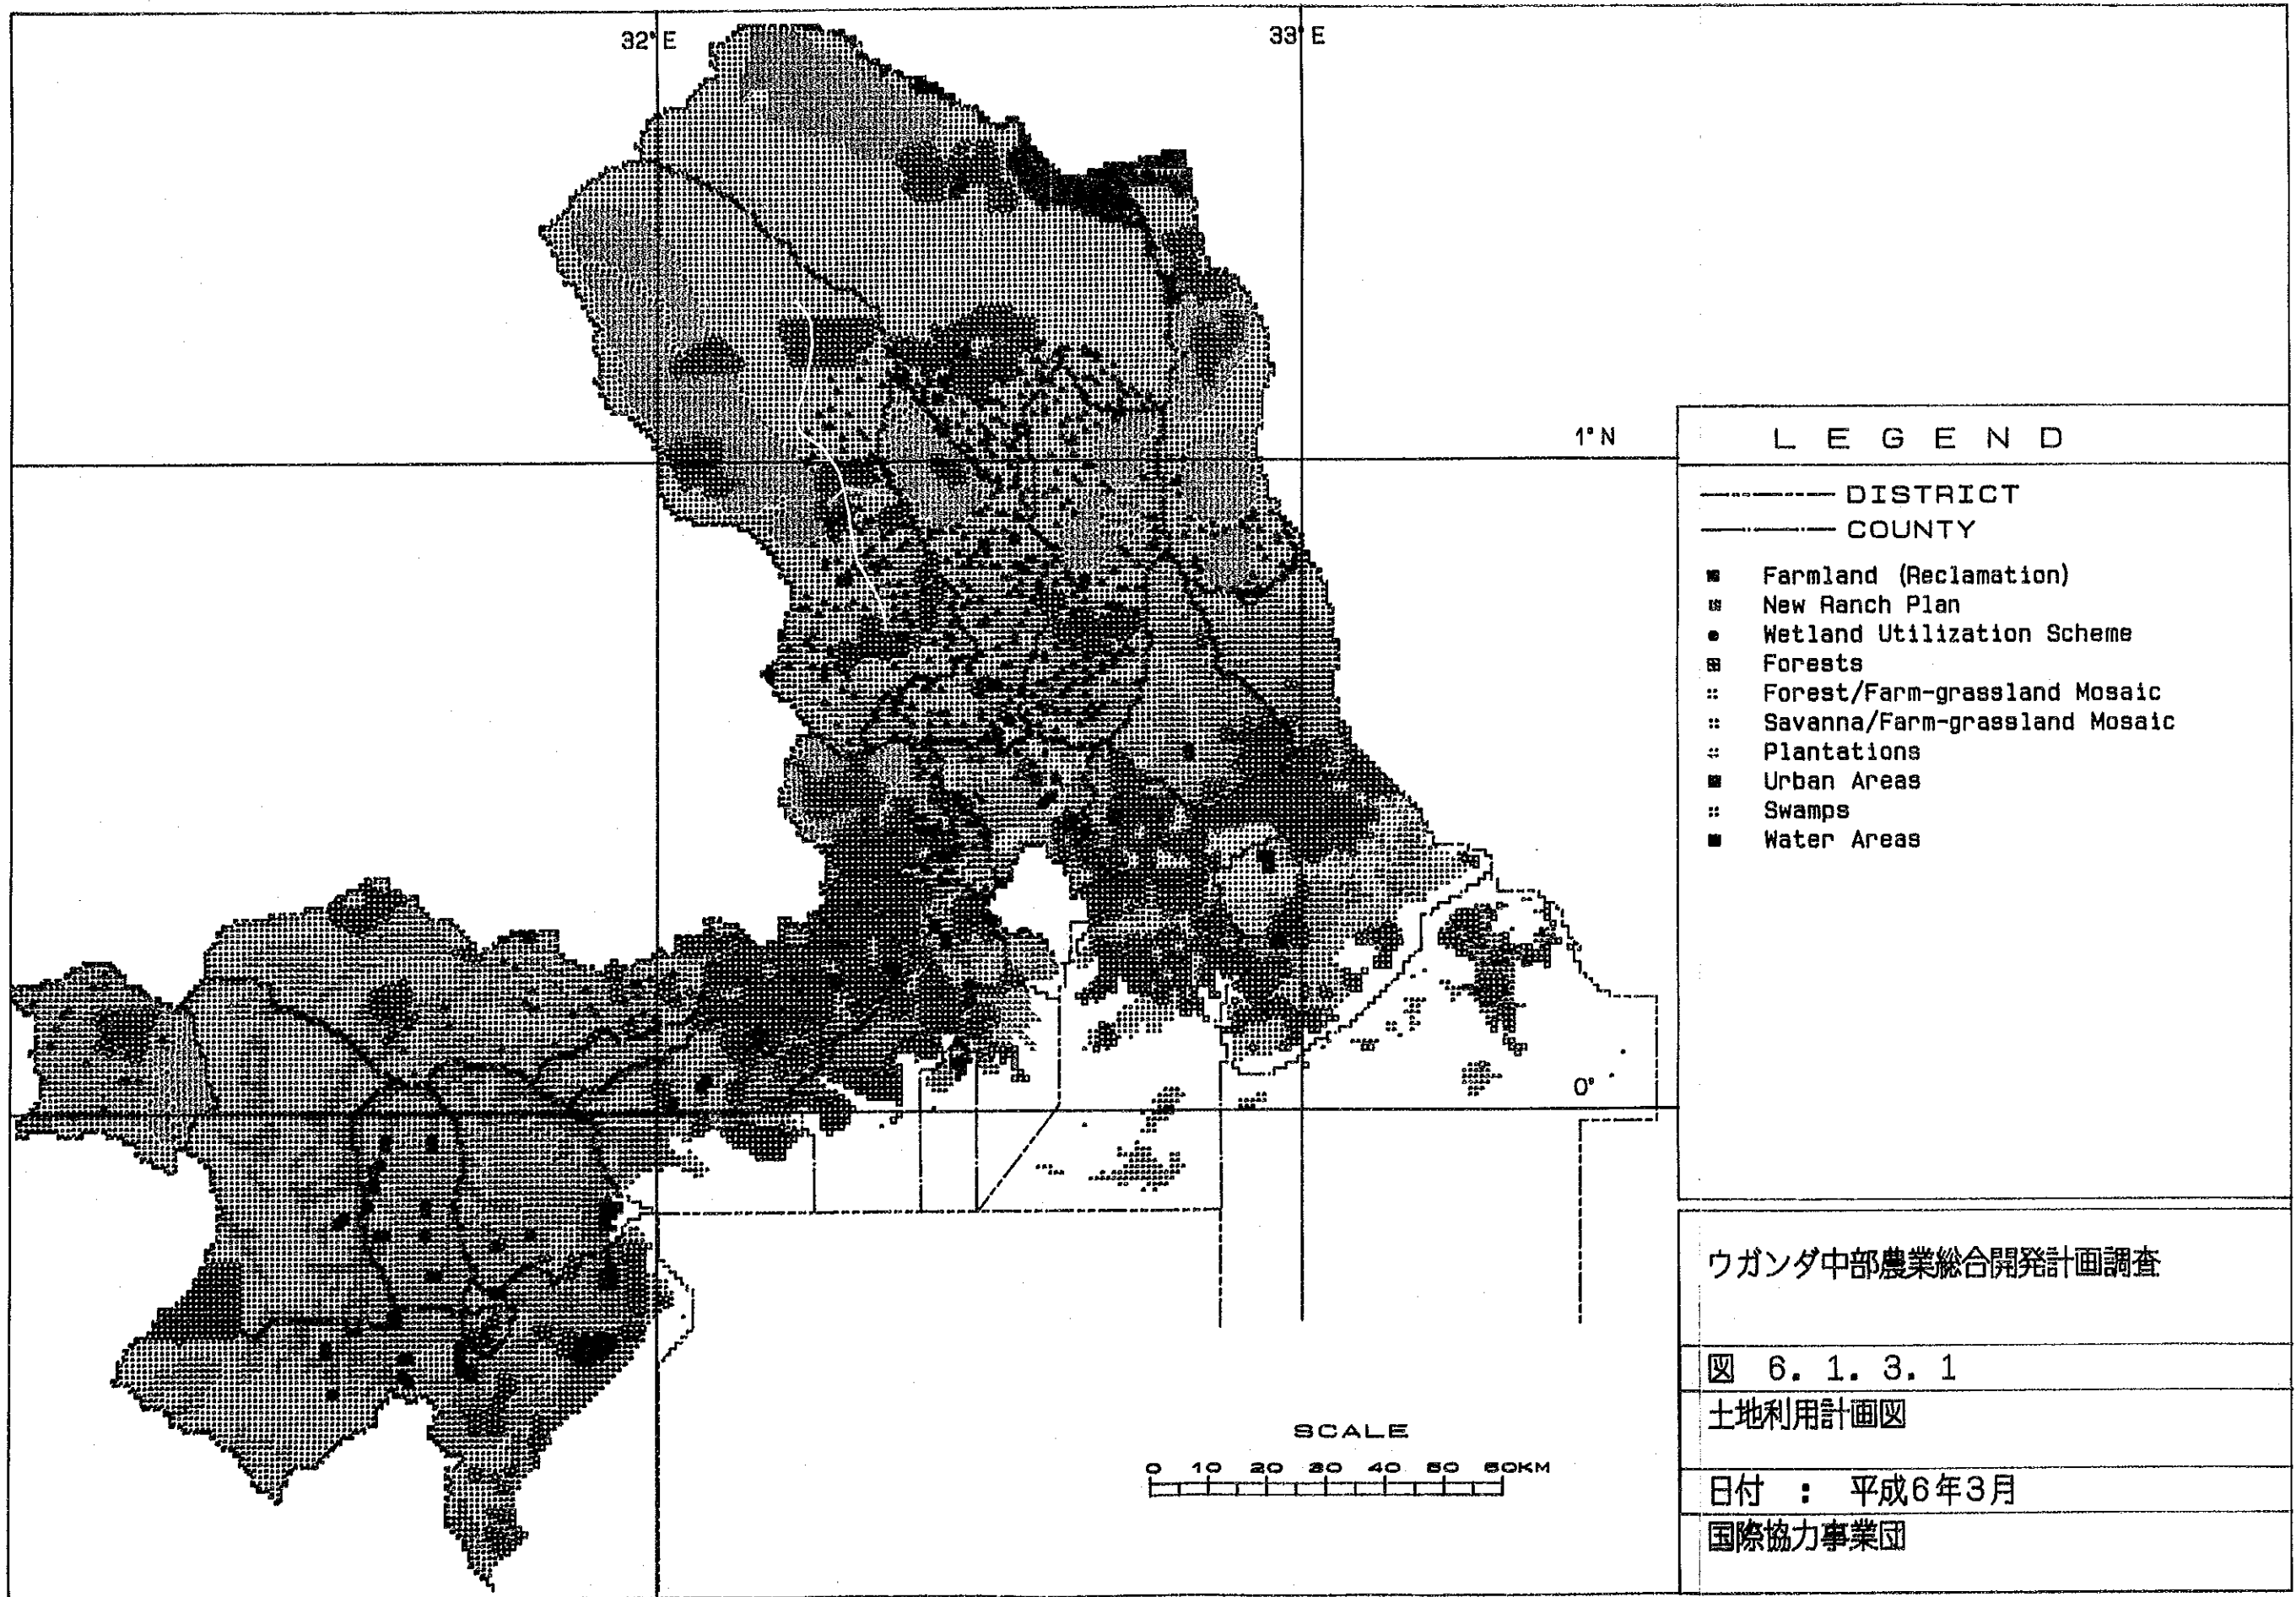 32°E
33°E
1°N
0°
LEGEND
DISTRICT
COUNTY
Farmland (Reclamation)
New Ranch Plan
Wetland Utilization Scheme
Forests
Forest/Farm-grassland Mosaic
Savanna/Farm-grassland Mosaic
Plantations
Urban Areas
Swamps
Water Areas
SCALE
0 10 20 30 40 50 60KM
ウガンダ中部農業総合開発計画調査
図 6.1.3.1
土地利用計画図
日付 : 平成6年3月
国際協力事業団